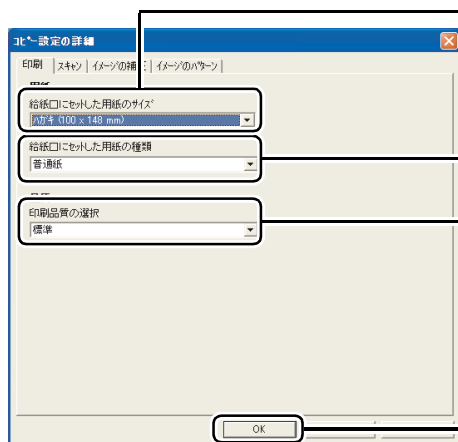 コピー設定の詳細
印刷 スキャン イメージの補正 イメージのパターン
給紙口にセットした用紙のサイズ
ハガキ (100 x 148 mm)
給紙口にセットした用紙の種類
普通紙
印刷品質の選択
標準
OK